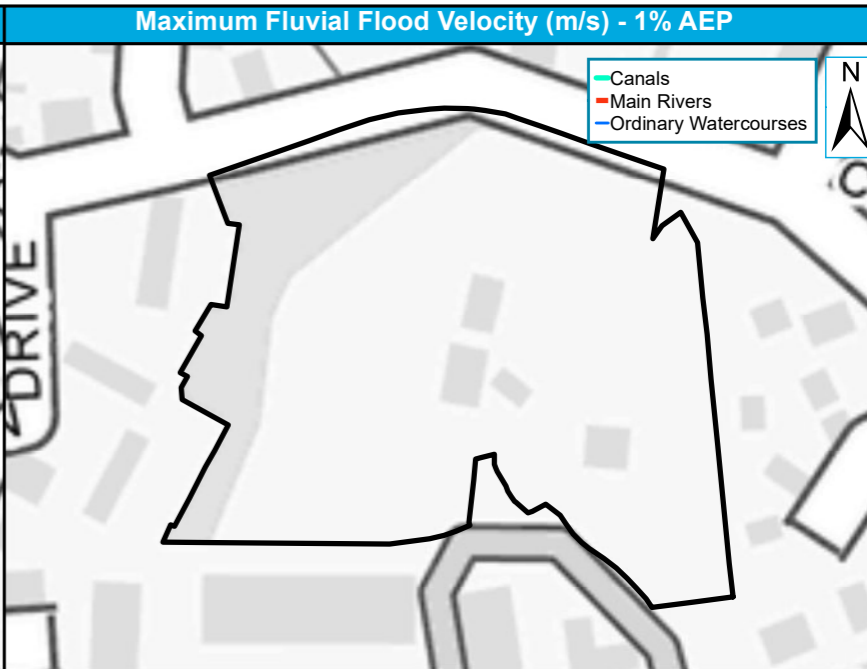 Maximum Fluvial Flood Velocity (m/s) - 1% AEP
Canals
Main Rivers
Ordinary Watercourses
N
DRIVE